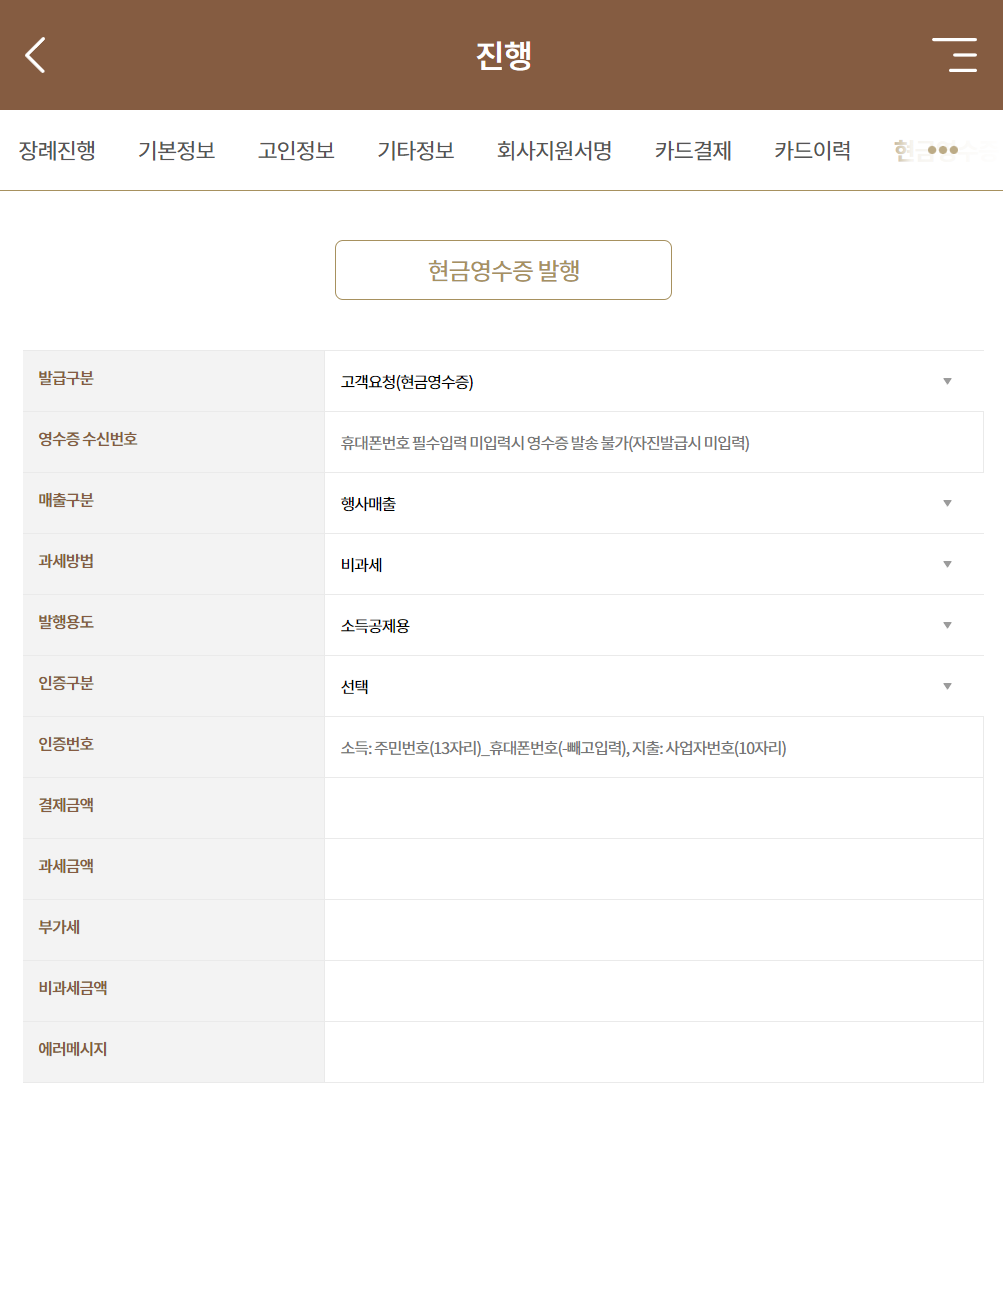 진행
장례진행 기본정보 고인정보 기타정보 회사지원서명 카드결제 카드이력 현금영수증
현금영수증 발행
발급구분 고객요청(현금영수증)
영수증 수신번호 휴대폰번호 필수입력 미입력시 영수증 발송 불가(자진발급시 미입력)
매출구분 행사매출
과세방법 비과세
발행용도 소득공제용
인증구분 선택
인증번호 소득: 주민번호(13자리)_휴대폰번호(-빼고입력), 지출: 사업자번호(10자리)
결제금액
과세금액
부가세
비과세금액
에러메시지